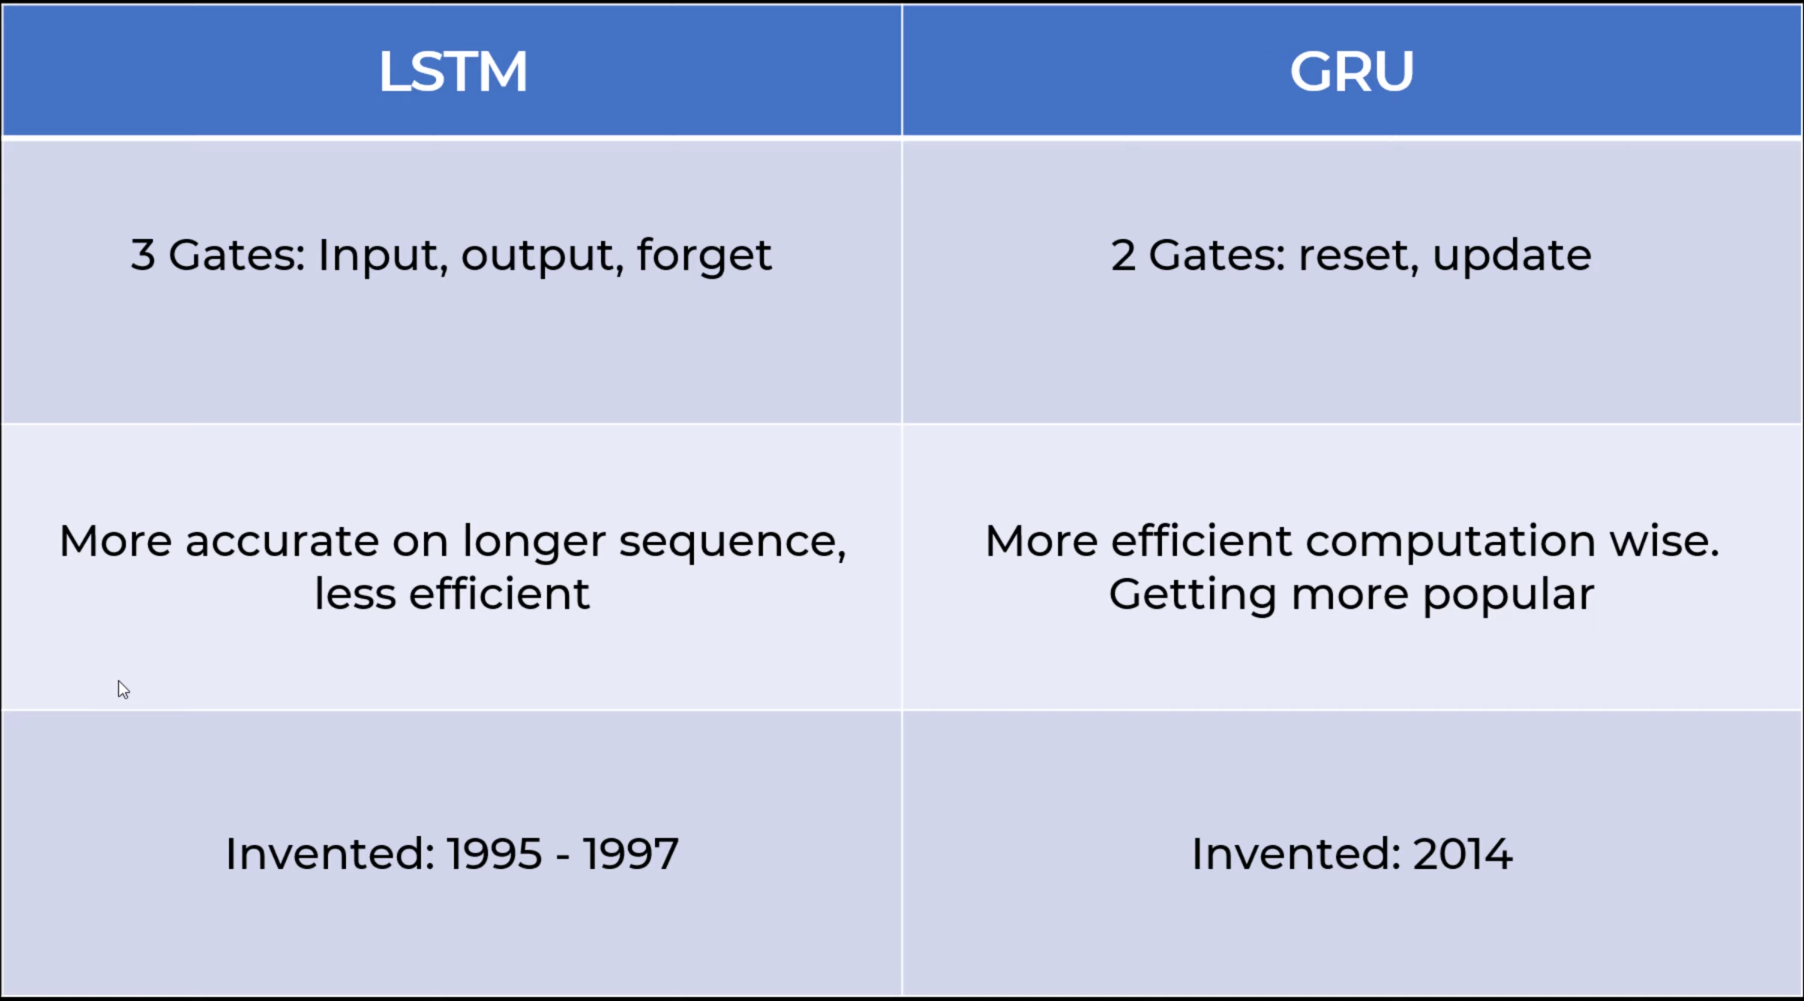 LSTM
GRU
3 Gates: Input, output, forget
2 Gates: reset, update
More accurate on longer sequence,
less efficient
More efficient computation wise.
Getting more popular
Invented: 1995 - 1997
Invented: 2014